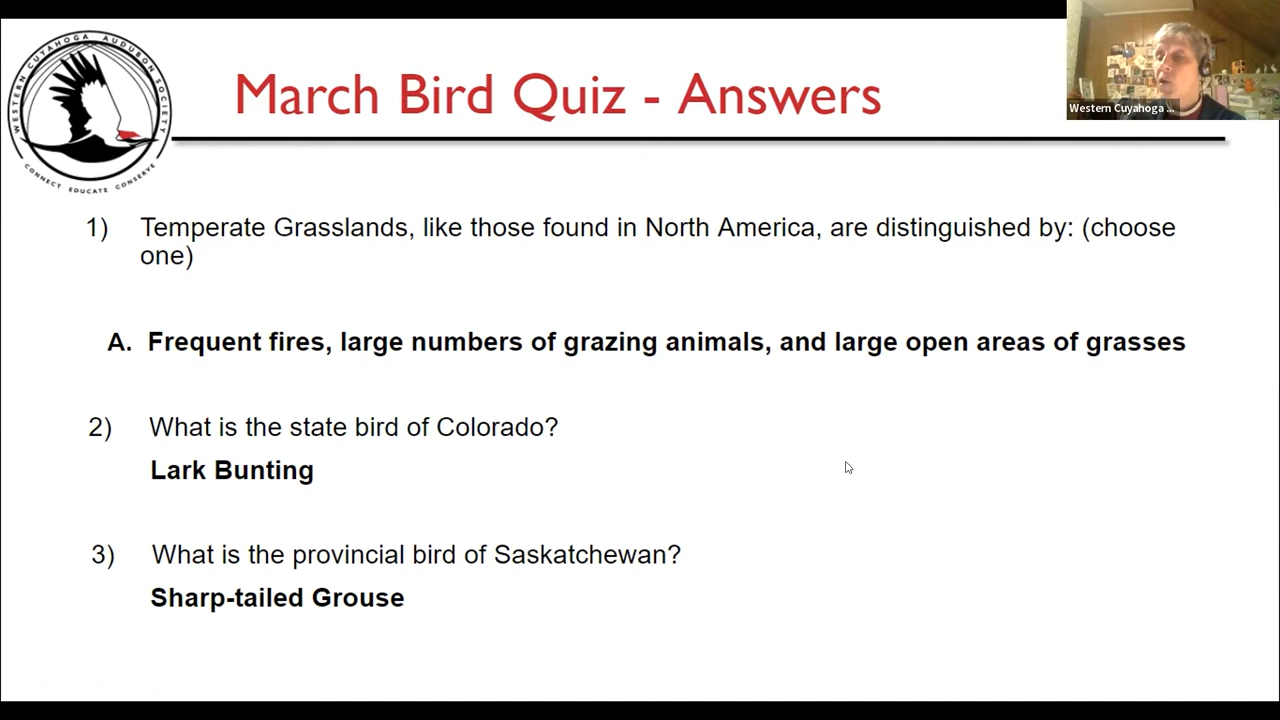 WESTERN CUYAHOGA AUDUBON SOCIETY
CONNECT EDUCATE CONSERVE
March Bird Quiz - Answers
Western Cuyahoga ...
1) Temperate Grasslands, like those found in North America, are distinguished by: (choose
one)
A. Frequent fires, large numbers of grazing animals, and large open areas of grasses
2) What is the state bird of Colorado?
Lark Bunting
3) What is the provincial bird of Saskatchewan?
Sharp-tailed Grouse